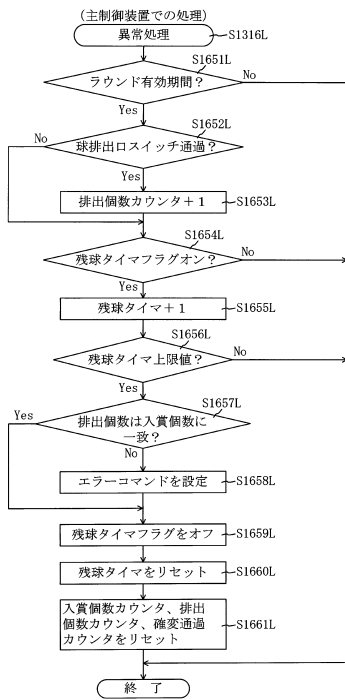 (主制御装置での処理)
異常処理
S1316L
S1651L
ラウンド有効期間?
No
Yes
S1652L
No
球排出口スイッチ通過?
Yes
排出個数カウンタ+1
S1653L
S1654L
残球タイマフラグオン?
No
Yes
残球タイマ+1
S1655L
S1656L
残球タイマ上限値?
No
Yes
S1657L
Yes
排出個数は入賞個数に
一致?
No
エラーコマンドを設定
S1658L
残球タイマフラグをオフ
S1659L
残球タイマをリセット
S1660L
入賞個数カウンタ、排出
個数カウンタ、確変通過
カウンタをリセット
S1661L
終 了